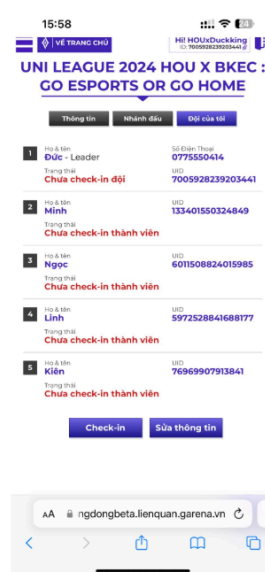 15:58
VỀ TRANG CHỦ
Hi! HOUxDuckking
ID: 7005928239203441
UNI LEAGUE 2024 HOU X BKEC :
GO ESPORTS OR GO HOME
Thông tin Nhánh đấu Đội của tôi
1 Họ & tên Số Điện Thoại
Đức - Leader 0775550414
Trạng thái UID
Chưa check-in đội 7005928239203441
2 Họ & tên UID
Minh 133401550324849
Trạng thái
Chưa check-in thành viên
3 Họ & tên UID
Ngọc 6011508824015985
Trạng thái
Chưa check-in thành viên
4 Họ & tên UID
Linh 5972528841688177
Trạng thái
Chưa check-in thành viên
5 Họ & tên UID
Kiên 76969907913841
Trạng thái
Chưa check-in thành viên
Check-in Sửa thông tin
AA ngdongbeta.lienquan.garena.vn